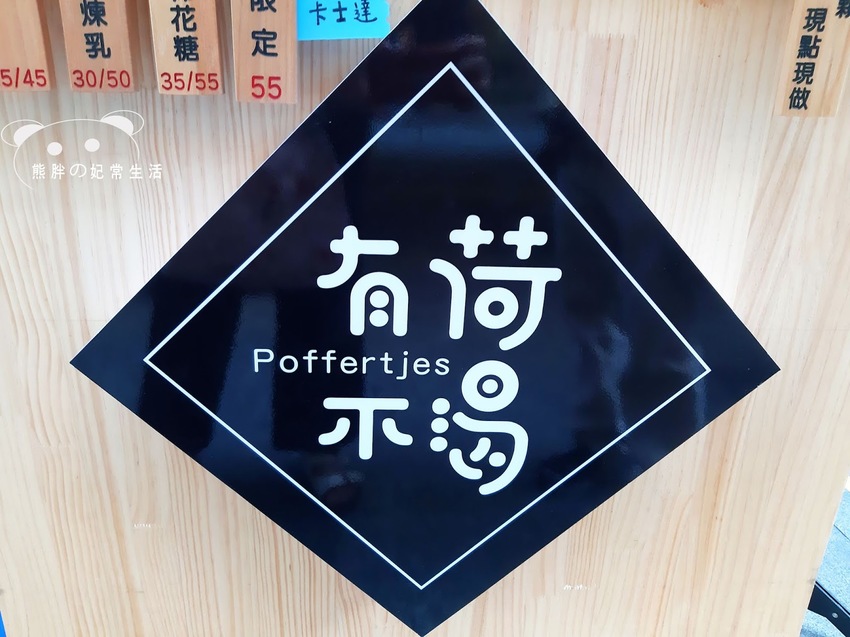 煉乳
30/50
花糖
35/55
限定
55
卡士達
5/45
現點現做
熊胖の妃常生活
有荷
Poffertjes
不渴